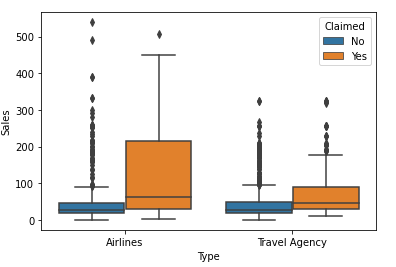 Claimed
No
Yes
500
400
300
200
100
0
Sales
Airlines
Travel Agency
Type